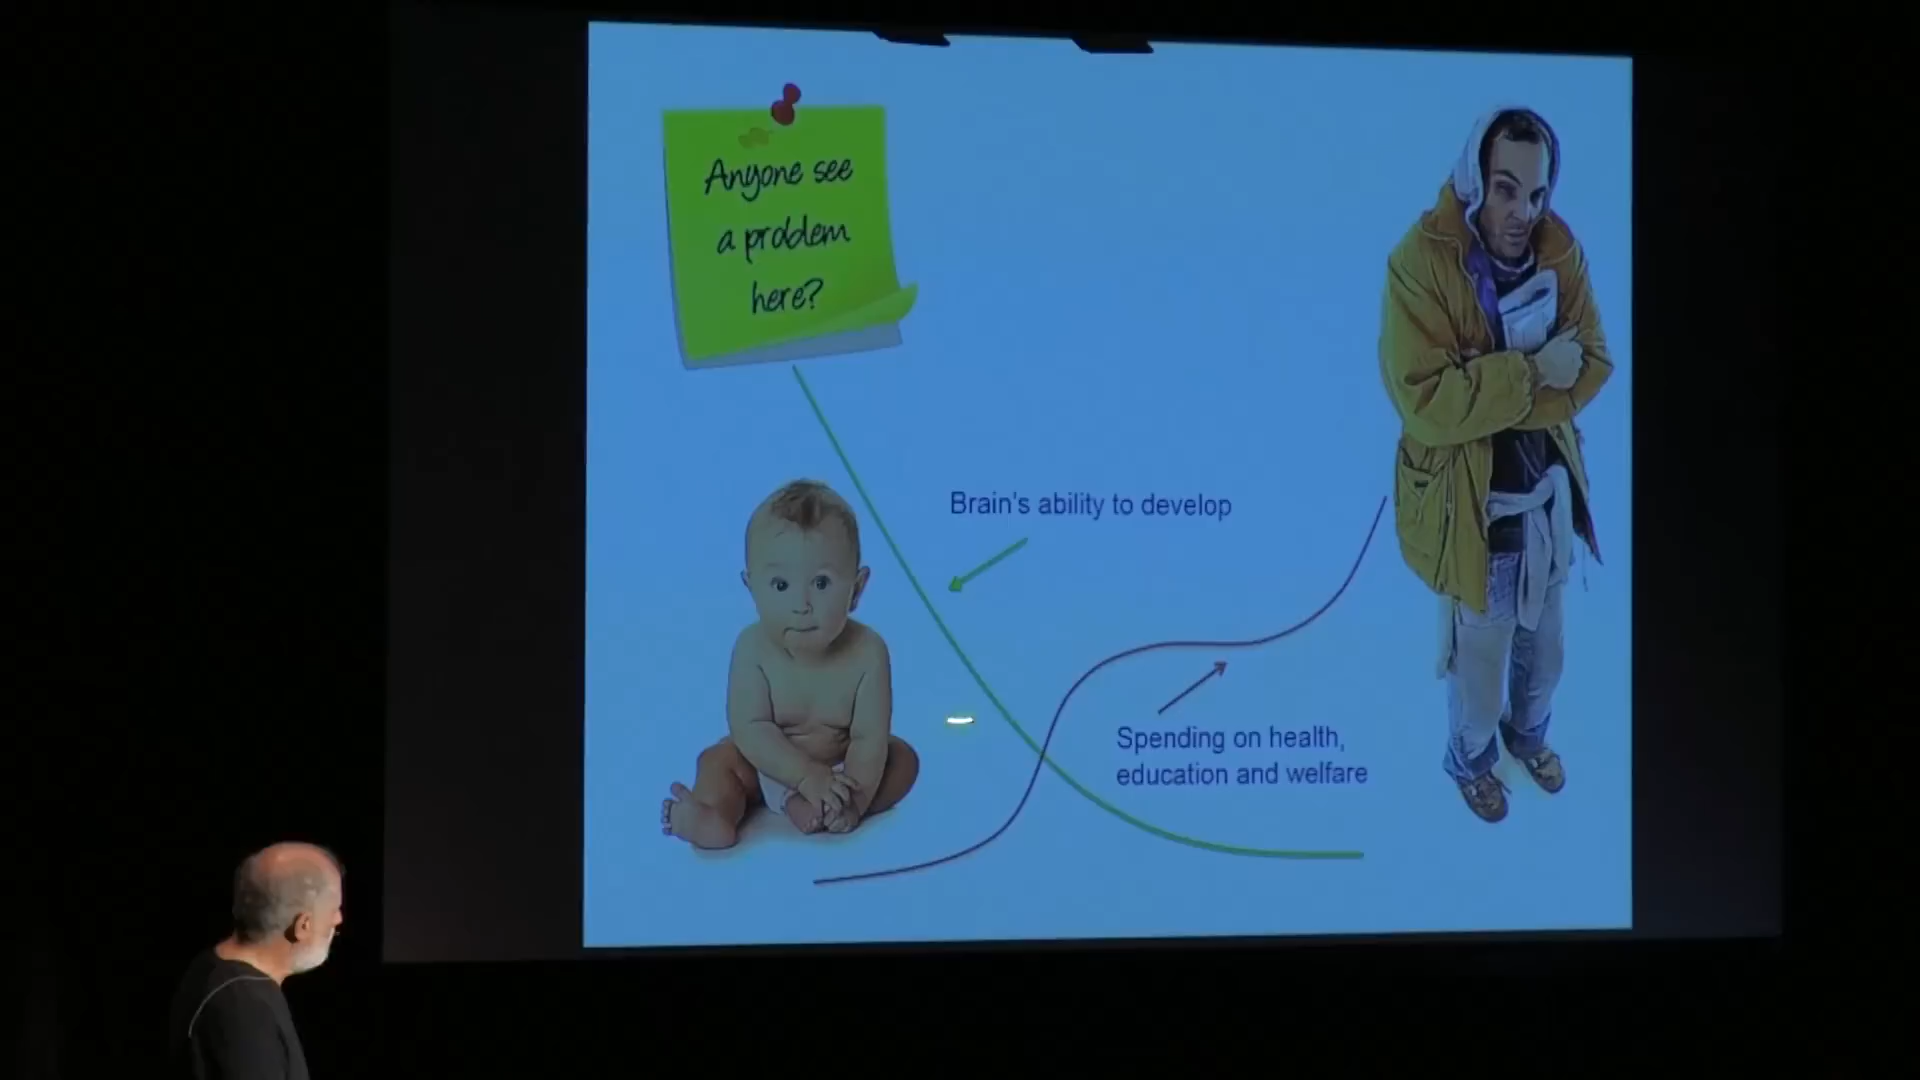 Anyone see
a problem
here?
Brain's ability to develop
Spending on health,
education and welfare